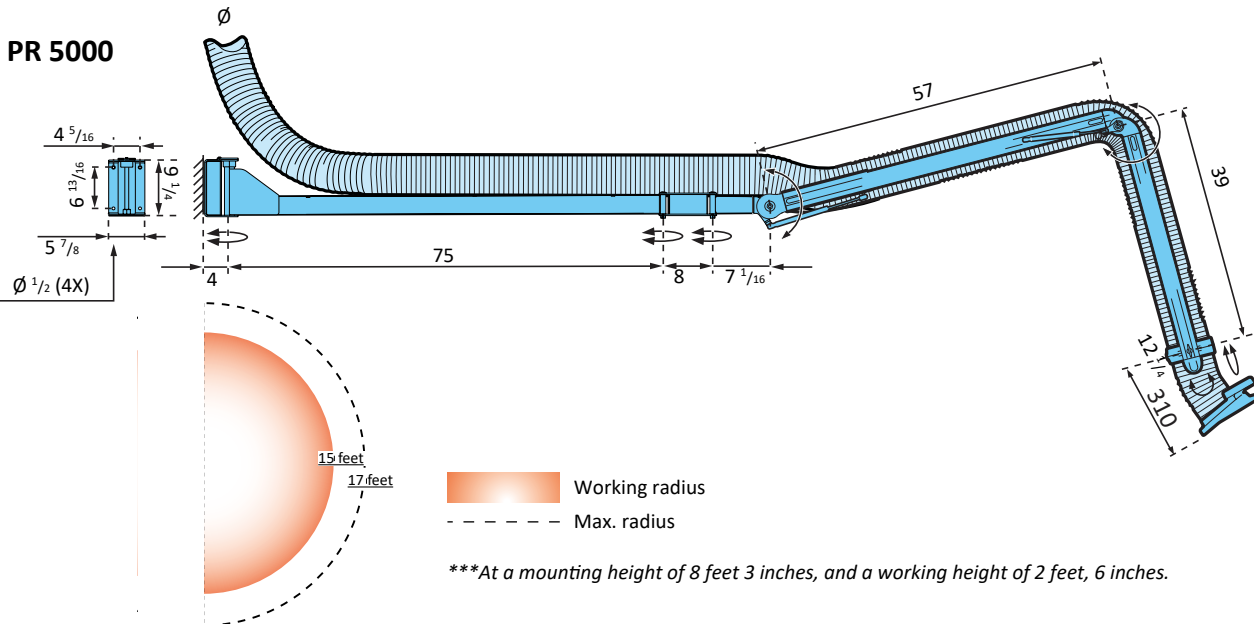 Ø
PR 5000
57
4 5/16
6 13/16
9 1/4
39
5 7/8
75
4
8
7 1/16
Ø 1/2 (4X)
12 1/4
310
15 feet
17 feet
Working radius
Max. radius
***At a mounting height of 8 feet 3 inches, and a working height of 2 feet, 6 inches.